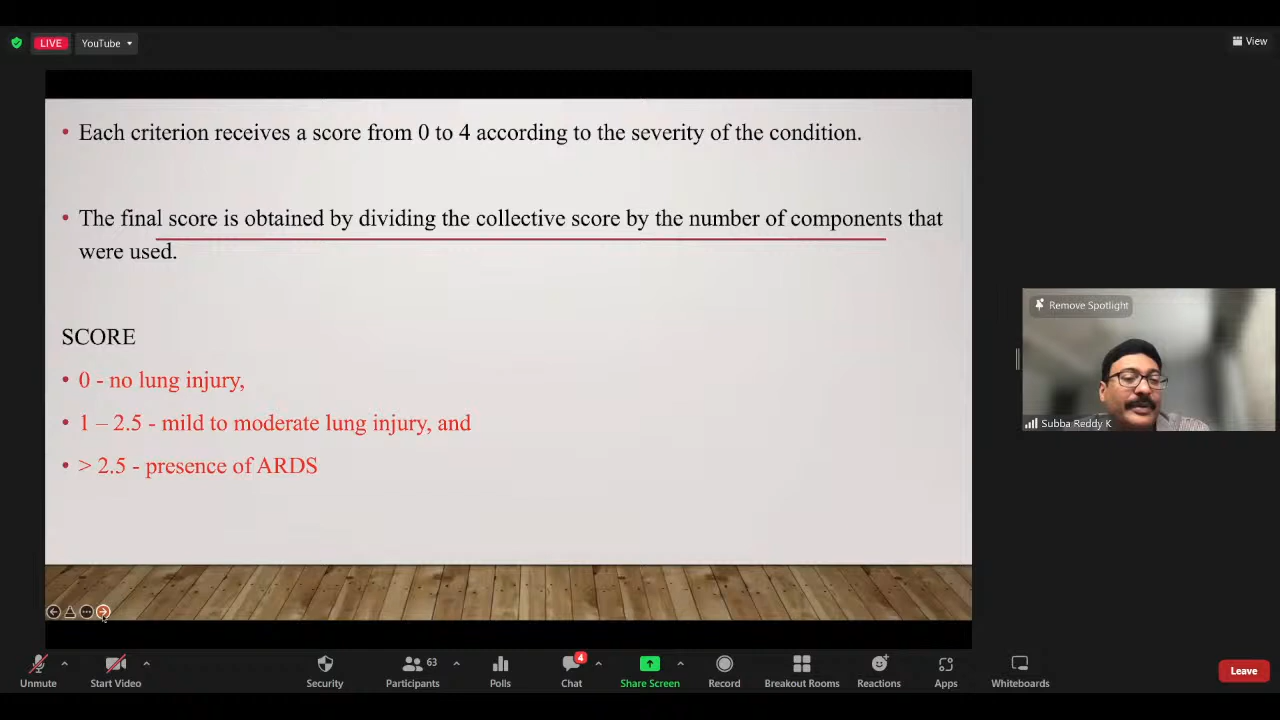 LIVE
YouTube
View
• Each criterion receives a score from 0 to 4 according to the severity of the condition.
• The final score is obtained by dividing the collective score by the number of components that
were used.
SCORE
• 0 - no lung injury,
• 1 – 2.5 - mild to moderate lung injury, and
• > 2.5 - presence of ARDS
Remove Spotlight
Subba Reddy K
Unmute
Start Video
Security
63
Participants
Polls
4
Chat
Share Screen
Record
Breakout Rooms
Reactions
Apps
Whiteboards
Leave